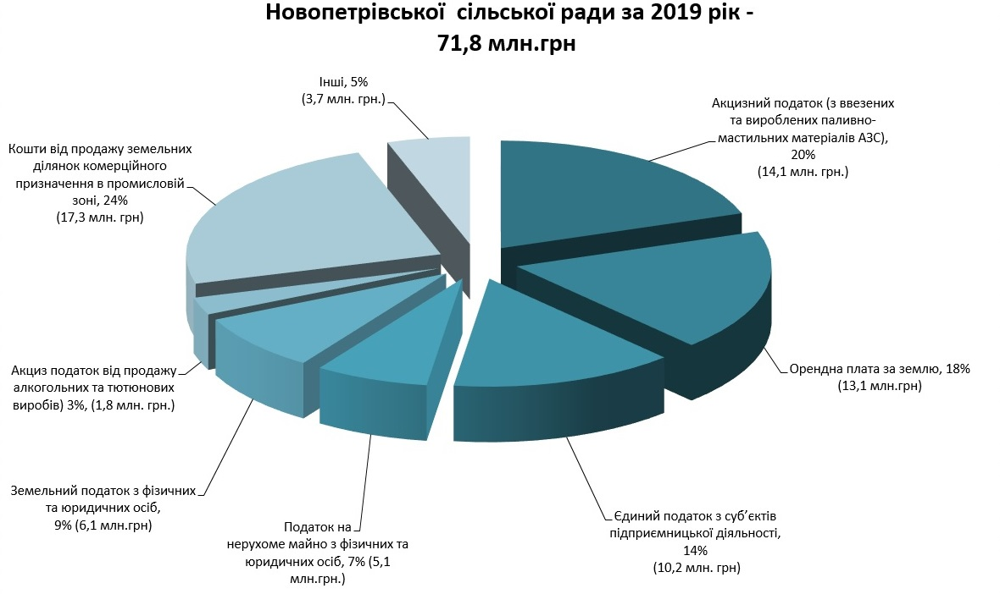 Новопетрівської сільської ради за 2019 рік -
71,8 млн.грн
Інші, 5%
(3,7 млн. грн.)
Акцизний податок (з ввезених
та вироблених паливно-
мастильних матеріалів АЗС),
20%
(14,1 млн. грн.)
Кошти від продажу земельних
ділянок комерційного
призначення в промисловій
зоні, 24%
(17,3 млн. грн)
Орендна плата за землю, 18%
(13,1 млн.грн)
Акциз податок від продажу
алкогольних та тютюнових
виробів) 3%, (1,8 млн. грн.)
Земельний податок з фізичних
та юридичних осіб,
9% (6,1 млн.грн)
Податок на
нерухоме майно з фізичних та
юридичних осіб, 7% (5,1
млн.грн.)
Єдиний податок з суб’єктів
підприємницької діяльності,
14%
(10,2 млн. грн)